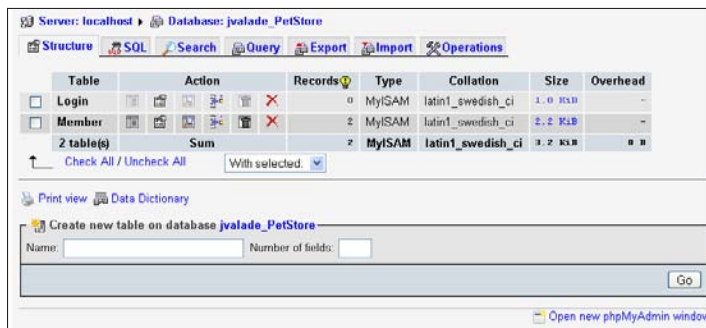 Server: localhost ▸ Database: jvalade_PetStore
Structure SQL Search Query Export Import Operations
Table Action Records Type Collation Size Overhead
Login 0 MyISAM latin1_swedish_ci 1.0 KiB -
Member 2 MyISAM latin1_swedish_ci 2.2 KiB -
2 table(s) Sum 2 MyISAM latin1_swedish_ci 3.2 KiB 0 B
Check All / Uncheck All With selected:
Print view Data Dictionary
Create new table on database jvalade_PetStore
Name: Number of fields:
Go
Open new phpMyAdmin window